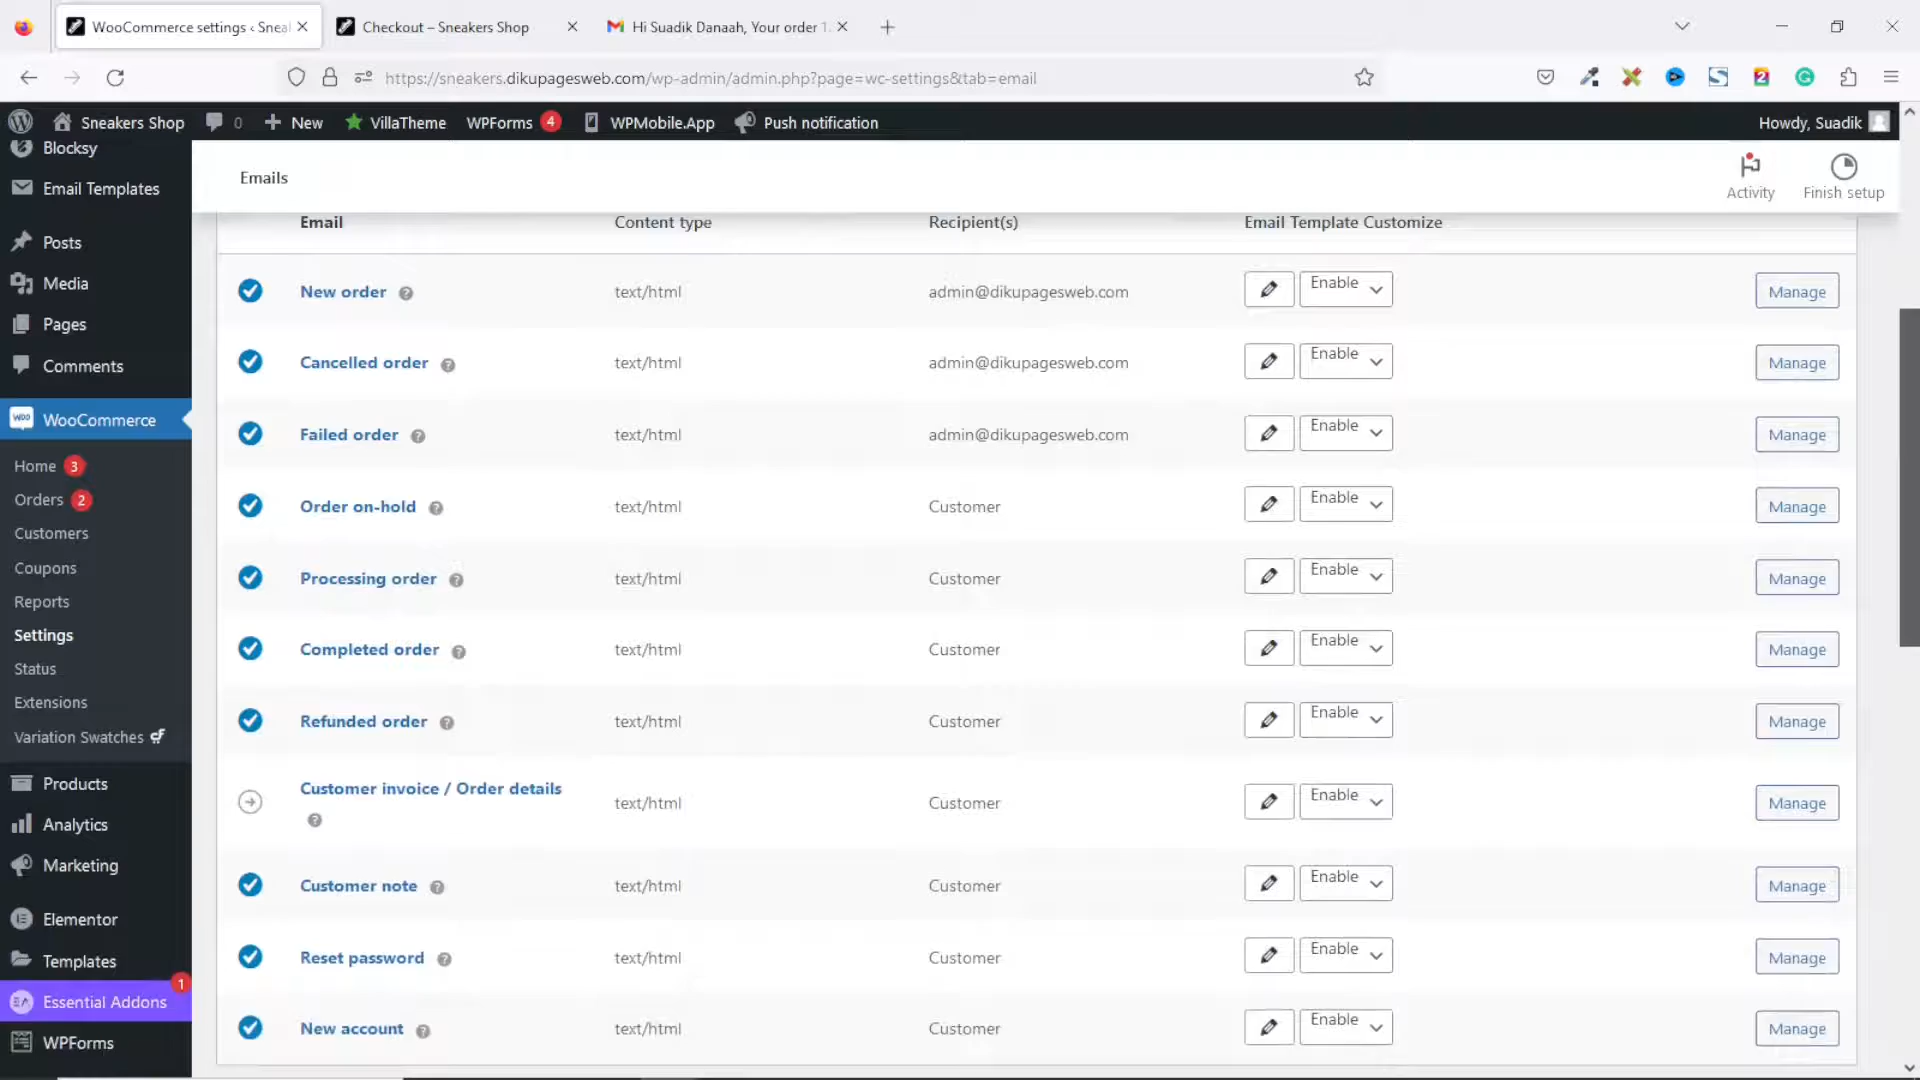 WooCommerce settings ‹ Sneal
Checkout – Sneakers Shop
Hi Suadik Danaah, Your order 1
https://sneakers.dikupagesweb.com/wp-admin/admin.php?page=wc-settings&tab=email
Sneakers Shop
0
New
VillaTheme
WPForms 4
WPMobile.App
Push notification
Howdy, Suadik
Blocksy
Email Templates
Posts
Media
Pages
Comments
WooCommerce
Home 3
Orders 2
Customers
Coupons
Reports
Settings
Status
Extensions
Variation Swatches
Products
Analytics
Marketing
Elementor
Templates
Essential Addons 1
WPForms
Emails
Activity
Finish setup
Email Content type Recipient(s) Email Template Customize
New order text/html admin@dikupagesweb.com Enable Manage
Cancelled order text/html admin@dikupagesweb.com Enable Manage
Failed order text/html admin@dikupagesweb.com Enable Manage
Order on-hold text/html Customer Enable Manage
Processing order text/html Customer Enable Manage
Completed order text/html Customer Enable Manage
Refunded order text/html Customer Enable Manage
Customer invoice / Order details text/html Customer Enable Manage
Customer note text/html Customer Enable Manage
Reset password text/html Customer Enable Manage
New account text/html Customer Enable Manage